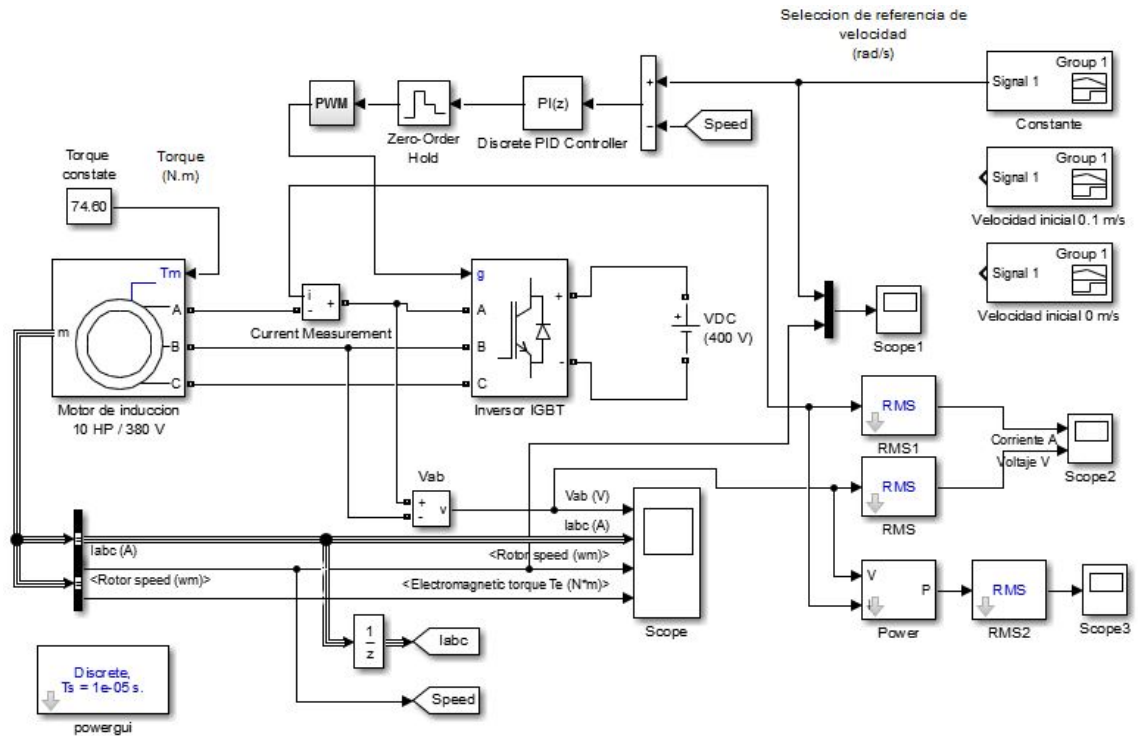 Seleccion de referencia de
velocidad
(rad/s)
Group 1
Signal 1
Constante
PWM
Zero-Order
Hold
PI(z)
Discrete PID Controller
+
−
Speed
Group 1
Signal 1
Velocidad inicial 0.1 m/s
Group 1
Signal 1
Velocidad inicial 0 m/s
Torque
constate
74.60
Torque
(N.m)
Tm
m
A
B
C
Motor de induccion
10 HP / 380 V
i
+
-
Current Measurement
g
A
B
C
+
-
Inversor IGBT
+
VDC
(400 V)
Scope1
RMS
RMS1
Corriente A
Voltaje V
Scope2
RMS
RMS
Vab
+
-
v
Vab (V)
Iabc (A)
<Rotor speed (wm)>
<Electromagnetic torque Te (N*m)>
Scope
Iabc (A)
<Rotor speed (wm)>
V
P
Power
RMS
RMS2
Scope3
1
z
Iabc
Speed
Discrete,
Ts = 1e-05 s.
powergui